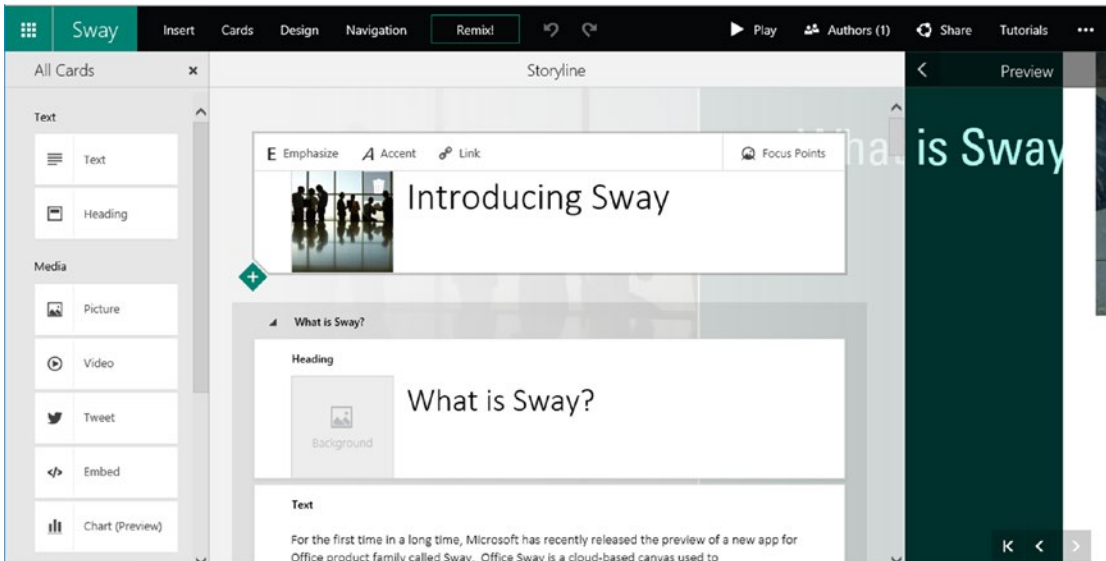 Sway Insert Cards Design Navigation Remix! Play Authors (1) Share Tutorials
All Cards
Storyline
Preview
Text
Text
Heading
Media
Picture
Video
Tweet
</> Embed
Chart (Preview)
E Emphasize A Accent Link Focus Points
Introducing Sway
What is Sway?
Heading
Background
What is Sway?
Text
For the first time in a long time, Microsoft has recently released the preview of a new app for
Office product family called Sway. Office Sway is a cloud-based canvas used to
What is Sway